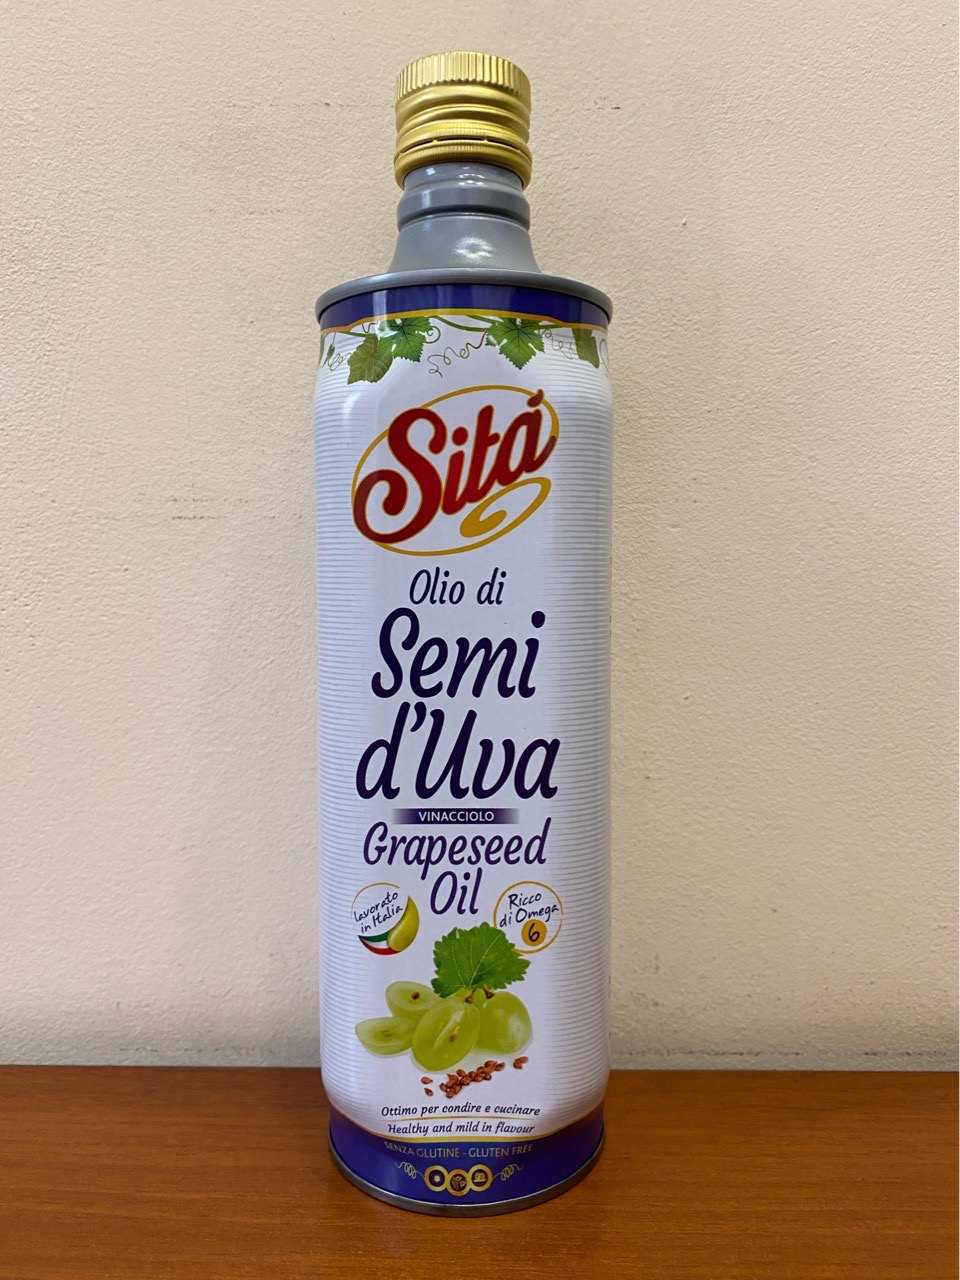 Sitá
Olio di
Semi
d'Uva
VINACCIOLO
Grapeseed
Oil
lavorato
in Italia
Ricco
di Omega
6
Ottimo per condire e cucinare
Healthy and mild in flavour
SENZA GLUTINE - GLUTEN FREE